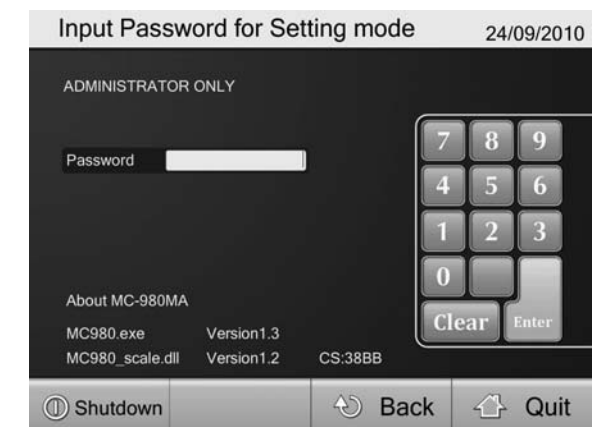 Input Password for Setting mode 24/09/2010
ADMINISTRATOR ONLY
Password
7 8 9
4 5 6
1 2 3
0
Clear Enter
About MC-980MA
MC980.exe Version1.3
MC980_scale.dll Version1.2 CS:38BB
Shutdown Back Quit